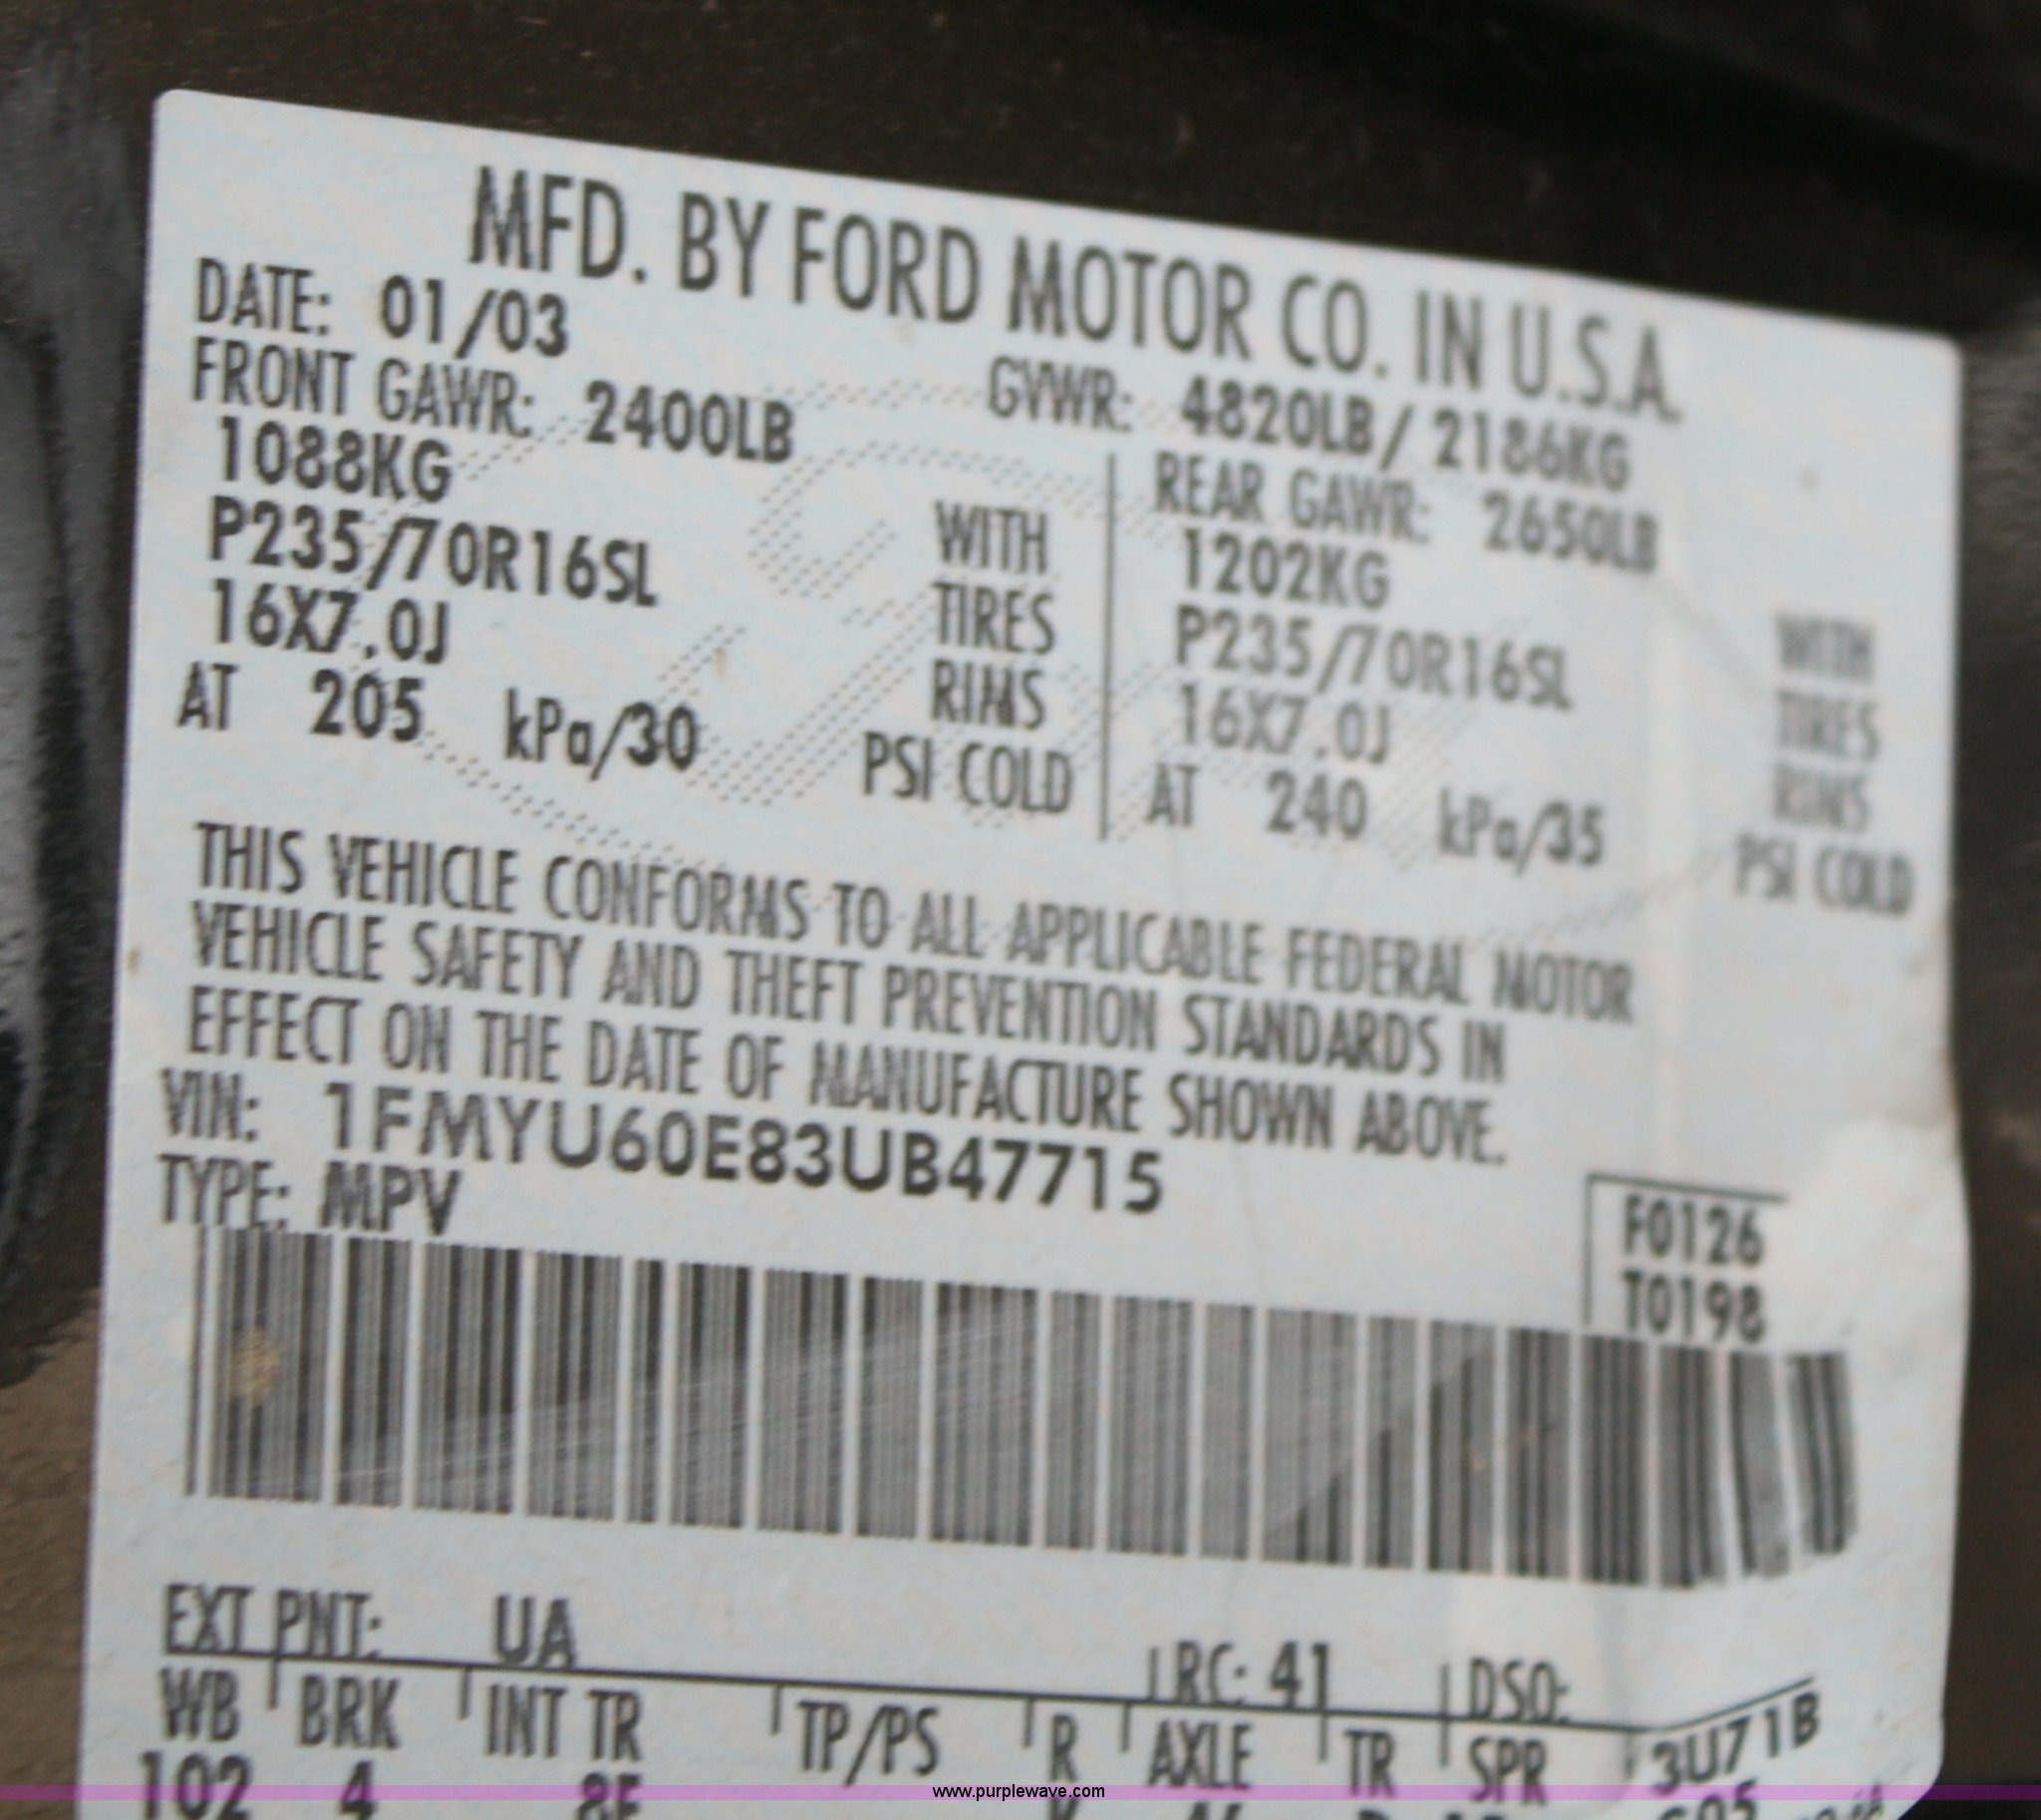 MFD. BY FORD MOTOR CO. IN U.S.A.
DATE: 01/03 GVWR: 4820LB/ 2186KG
FRONT GAWR: 2400LB REAR GAWR: 2650LB
1088KG WITH 1202KG WITH
P235/70R16SL TIRES P235/70R16SL TIRES
16X7.0J RIMS 16X7.0J RIMS
AT 205 kPa/30 PSI COLD AT 240 kPa/35 PSI COLD
THIS VEHICLE CONFORMS TO ALL APPLICABLE FEDERAL MOTOR
VEHICLE SAFETY AND THEFT PREVENTION STANDARDS IN
EFFECT ON THE DATE OF MANUFACTURE SHOWN ABOVE.
VIN: 1FMYU60E83UB47715
TYPE: MPV
F0126
T0198
EXT PNT: UA RC: 41 DSO:
WB BRK INT TR TP/PS R AXLE TR SPR 3U71B
102 4 8F
www.purplewave.com